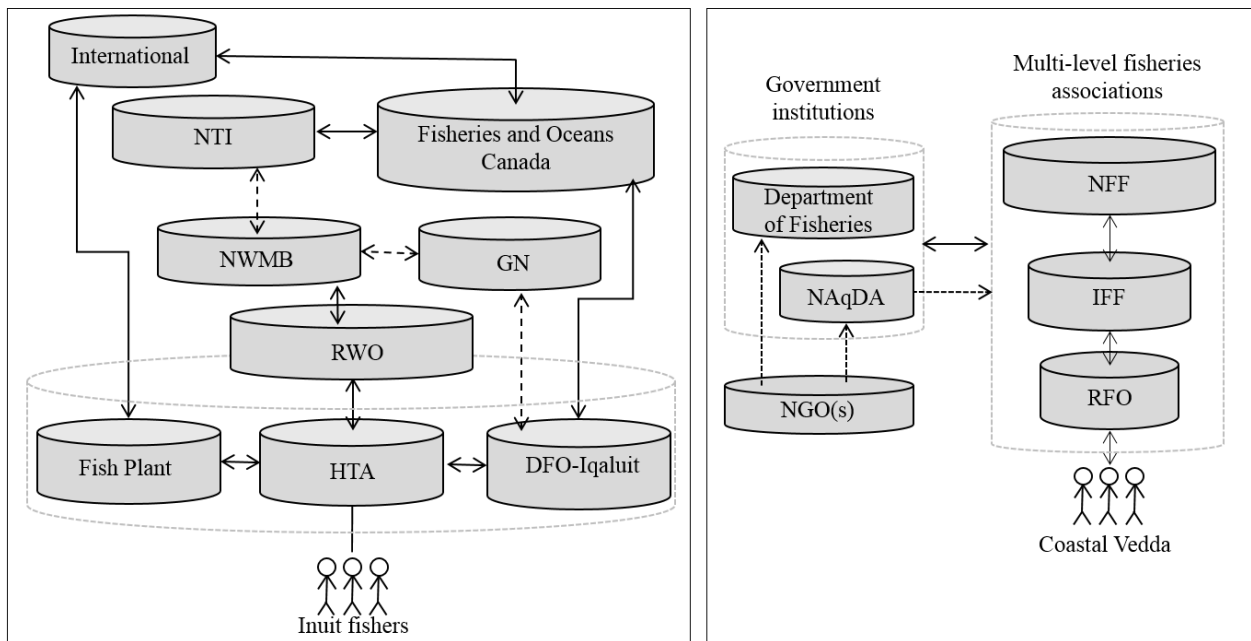 International
NTI
Fisheries and Oceans
Canada
NWMB
GN
RWO
Fish Plant
HTA
DFO-Iqaluit
Inuit fishers
Government
institutions
Multi-level fisheries
associations
Department
of Fisheries
NAqDA
NGO(s)
NFF
IFF
RFO
Coastal Vedda